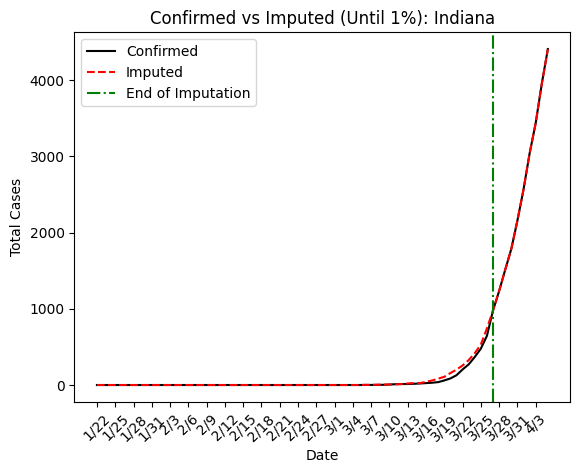 Confirmed vs Imputed (Until 1%): Indiana
Confirmed
Imputed
End of Imputation
Total Cases
4000
3000
2000
1000
0
1/22 1/25 1/28 1/31 2/3 2/6 2/9 2/12 2/15 2/18 2/21 2/24 2/27 3/1 3/4 3/7 3/10 3/13 3/16 3/19 3/22 3/25 3/28 3/31 4/3
Date